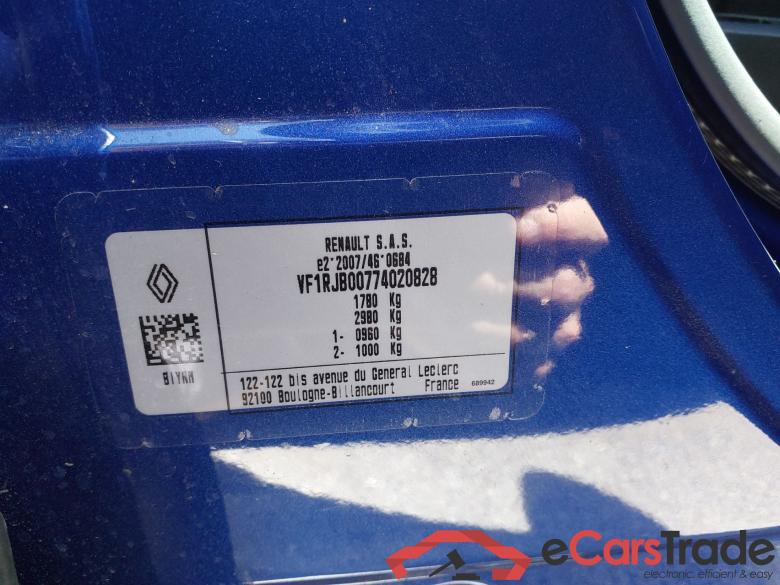 RENAULT S.A.S.
e2*2007/46*0684
VF1RJB00774020828
1780 Kg
2980 Kg
1- 0960 Kg
2- 1000 Kg
122-122 bis avenue du General Leclerc
92100 Boulogne-Billancourt France
689942
eCarsTrade
electronic, efficient & easy